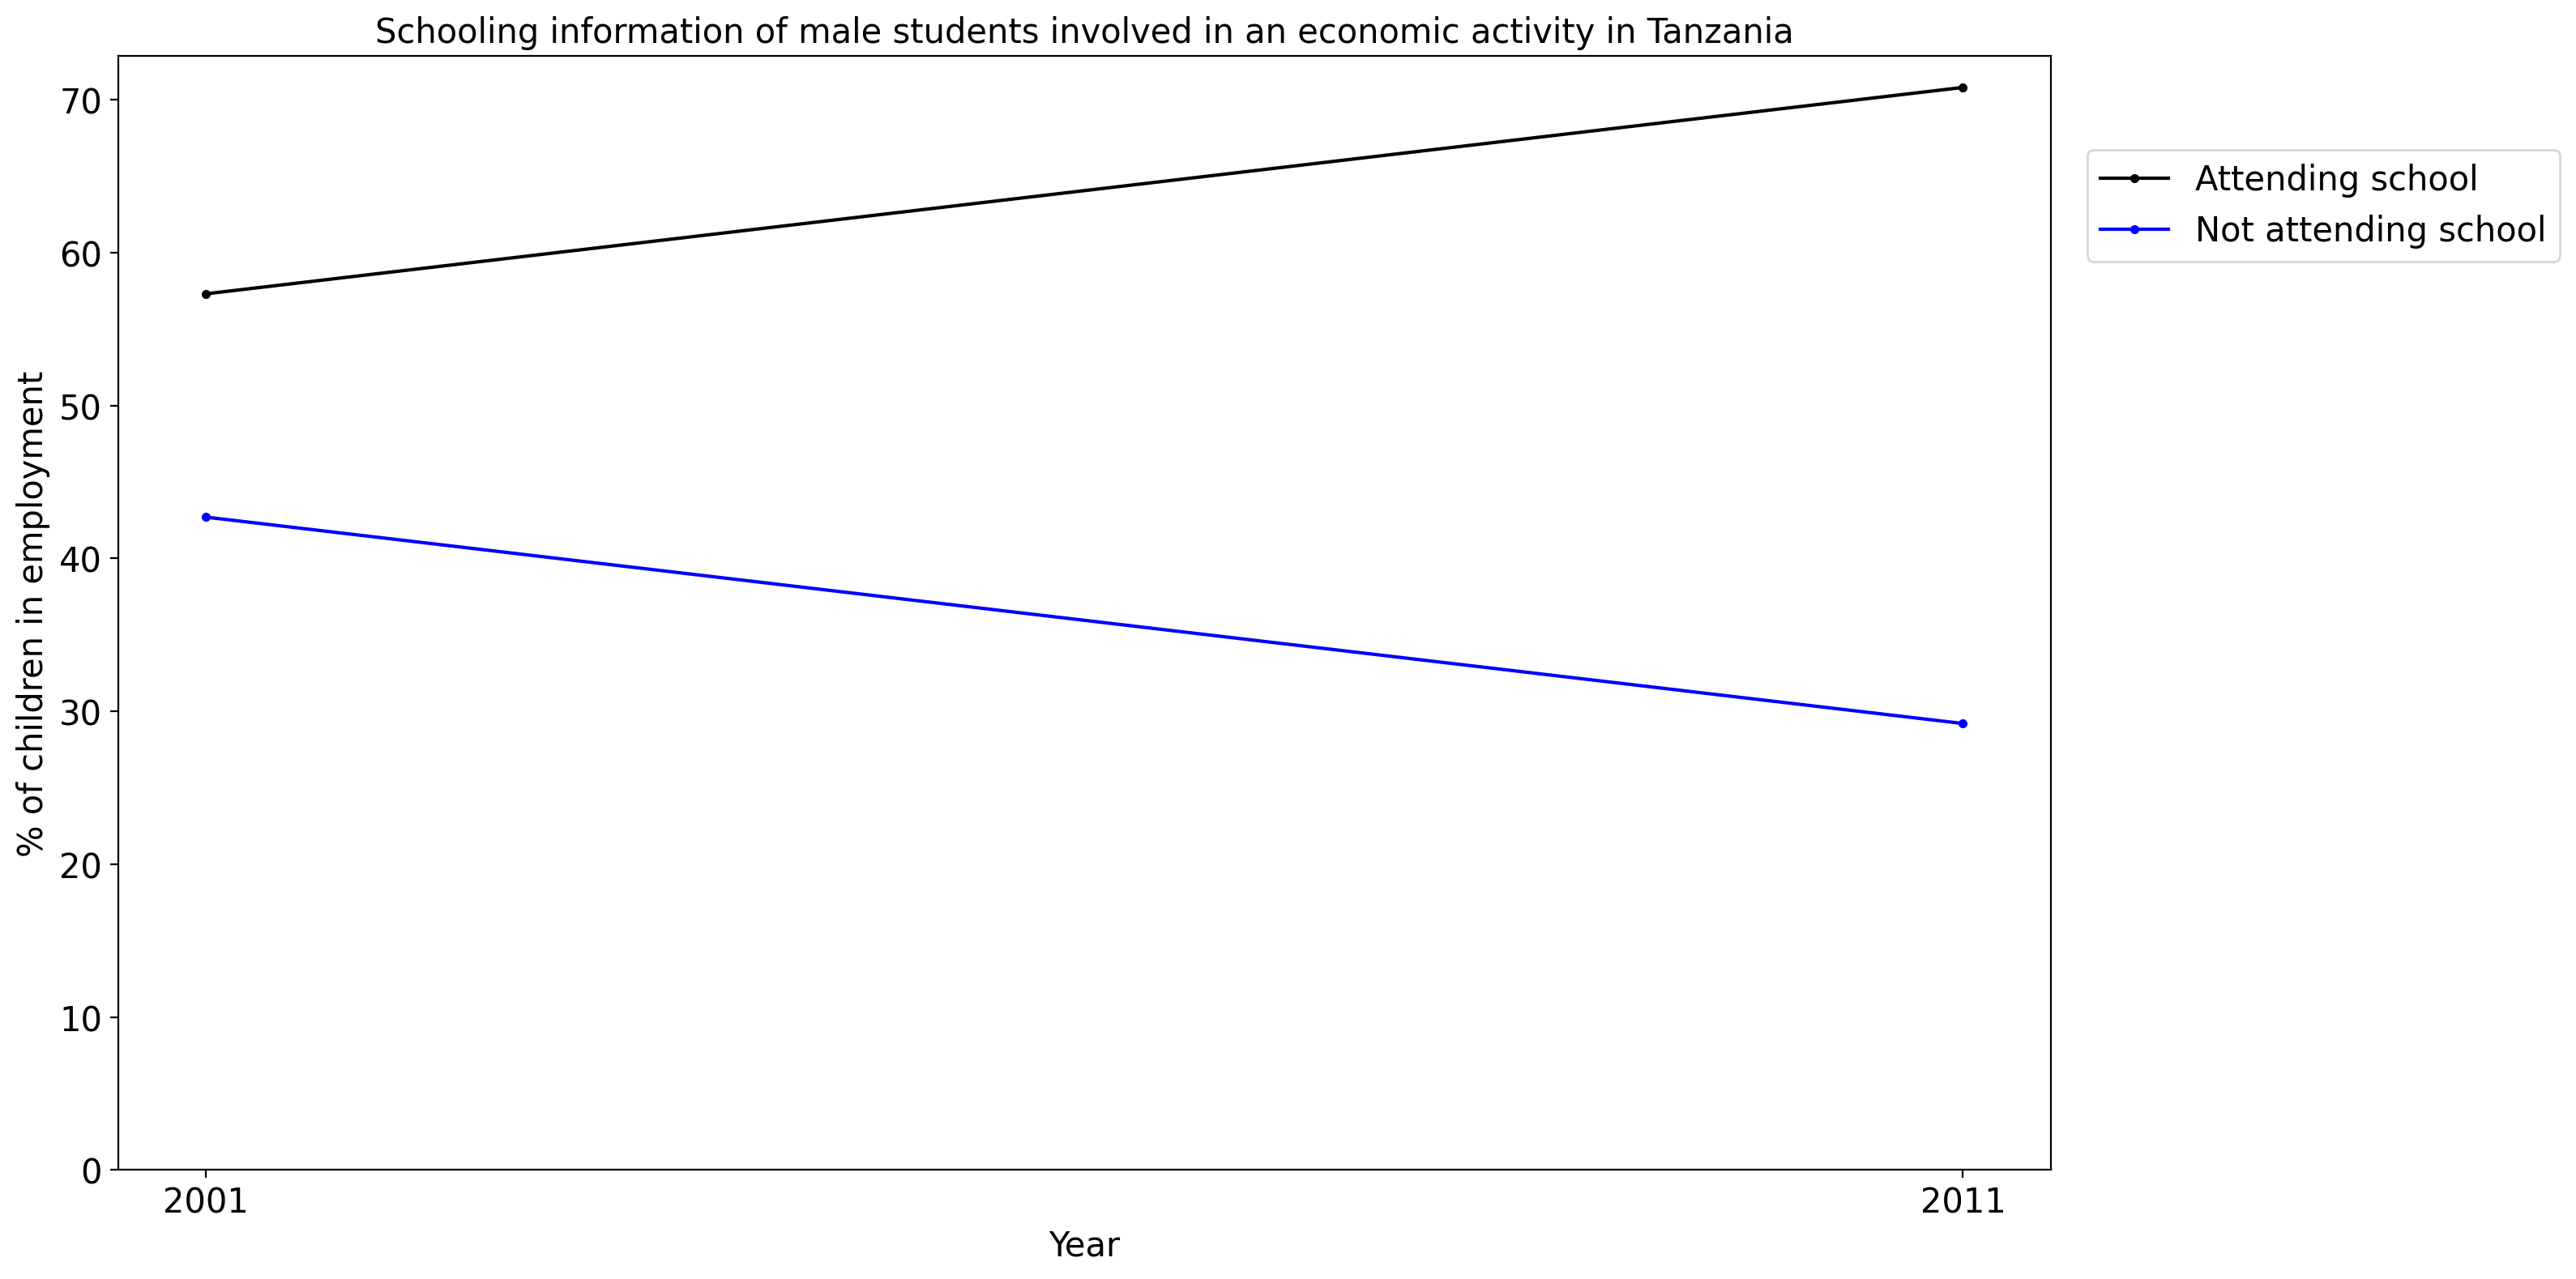 Schooling information of male students involved in an economic activity in Tanzania
% of children in employment
70
60
50
40
30
20
10
0
2001
2011
Year
Attending school
Not attending school